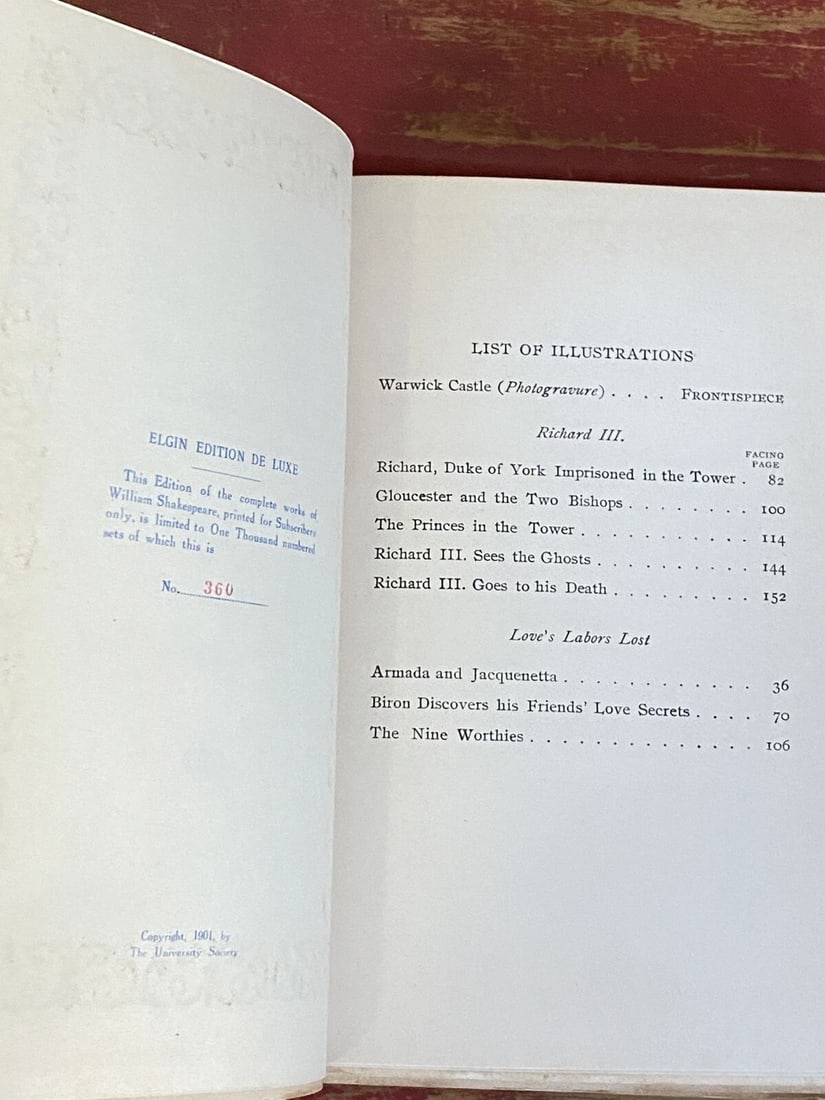 ELGIN EDITION DE LUXE
This Edition of the complete works of
William Shakespeare, printed for Subscribers
only, is limited to One Thousand numbered
sets of which this is
No. 360
Copyright, 1901, by
The University Society
LIST OF ILLUSTRATIONS
Warwick Castle (Photogravure) . . . . FRONTISPIECE
Richard III.
FACING
PAGE
Richard, Duke of York Imprisoned in the Tower . 82
Gloucester and the Two Bishops . . . . . . . . 100
The Princes in the Tower . . . . . . . . . . . 114
Richard III. Sees the Ghosts . . . . . . . . . . 144
Richard III. Goes to his Death . . . . . . . . . 152
Love's Labors Lost
Armada and Jacquenetta . . . . . . . . . . . . 36
Biron Discovers his Friends' Love Secrets . . . . 70
The Nine Worthies . . . . . . . . . . . . . . 106